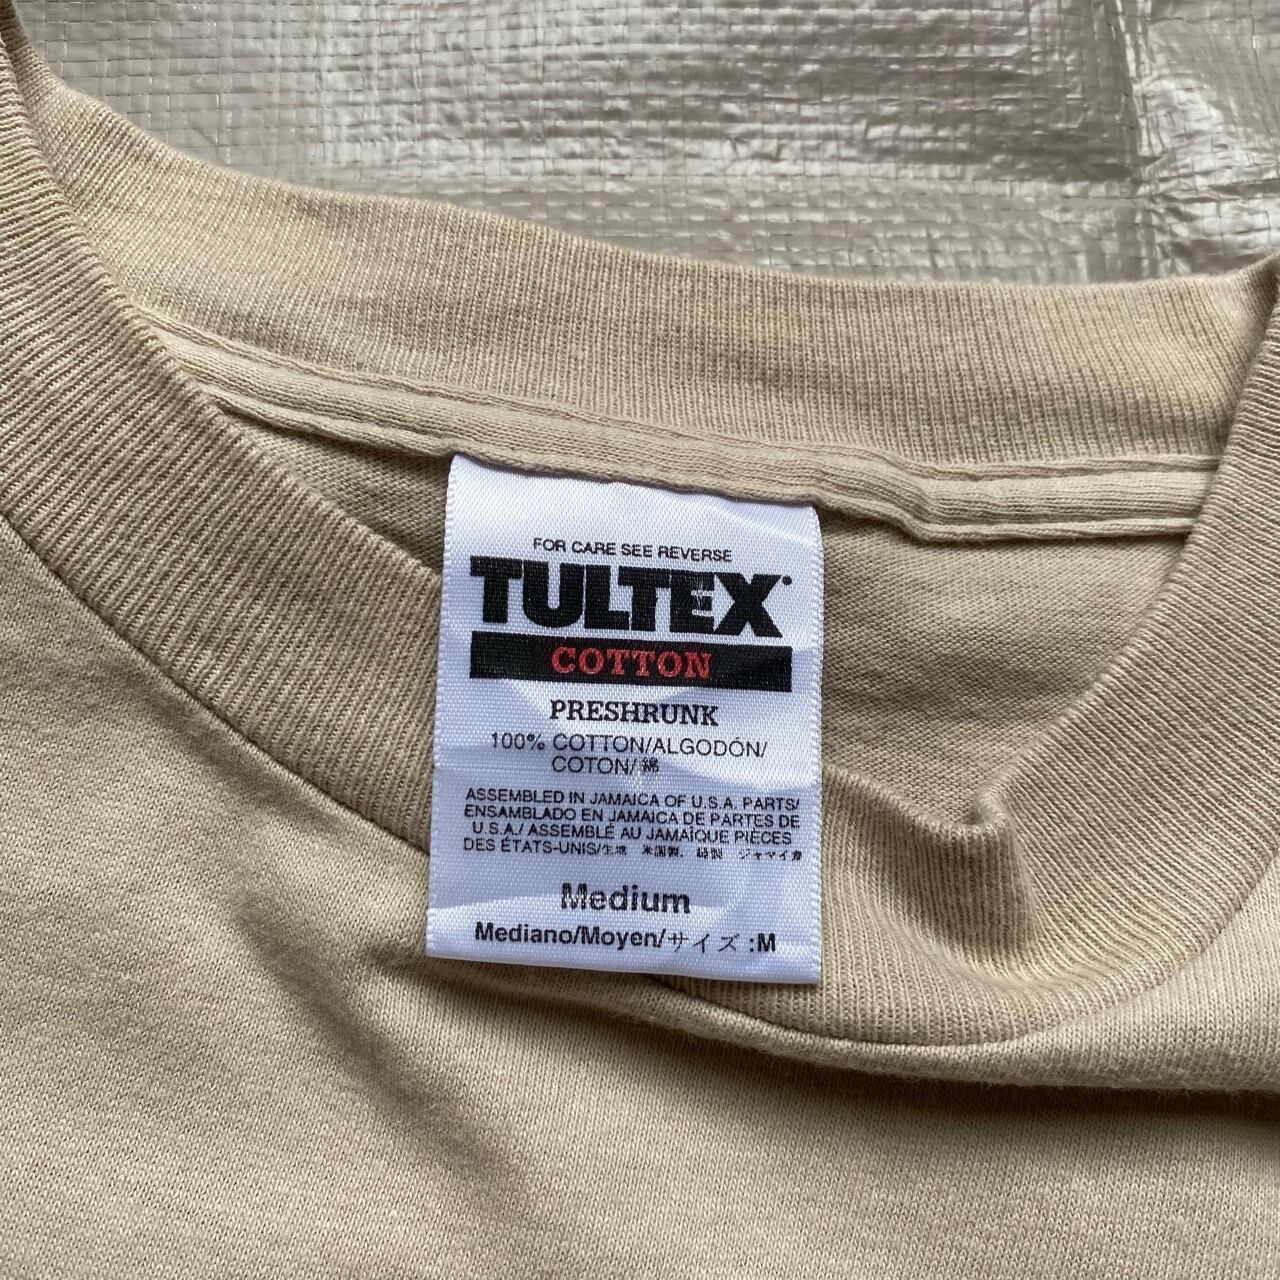 FOR CARE SEE REVERSE
TULTEX
COTTON
PRESHRUNK
100% COTTON/ALGODÓN/
COTON/綿
ASSEMBLED IN JAMAICA OF U.S.A. PARTS/
ENSAMBLADO EN JAMAICA DE PARTES DE
U.S.A./ ASSEMBLÉ AU JAMAÏQUE PIÈCES
DES ÉTATS-UNIS/生地 米国製, 縫製 ジャマイカ
Medium
Mediano/Moyen/サイズ :M